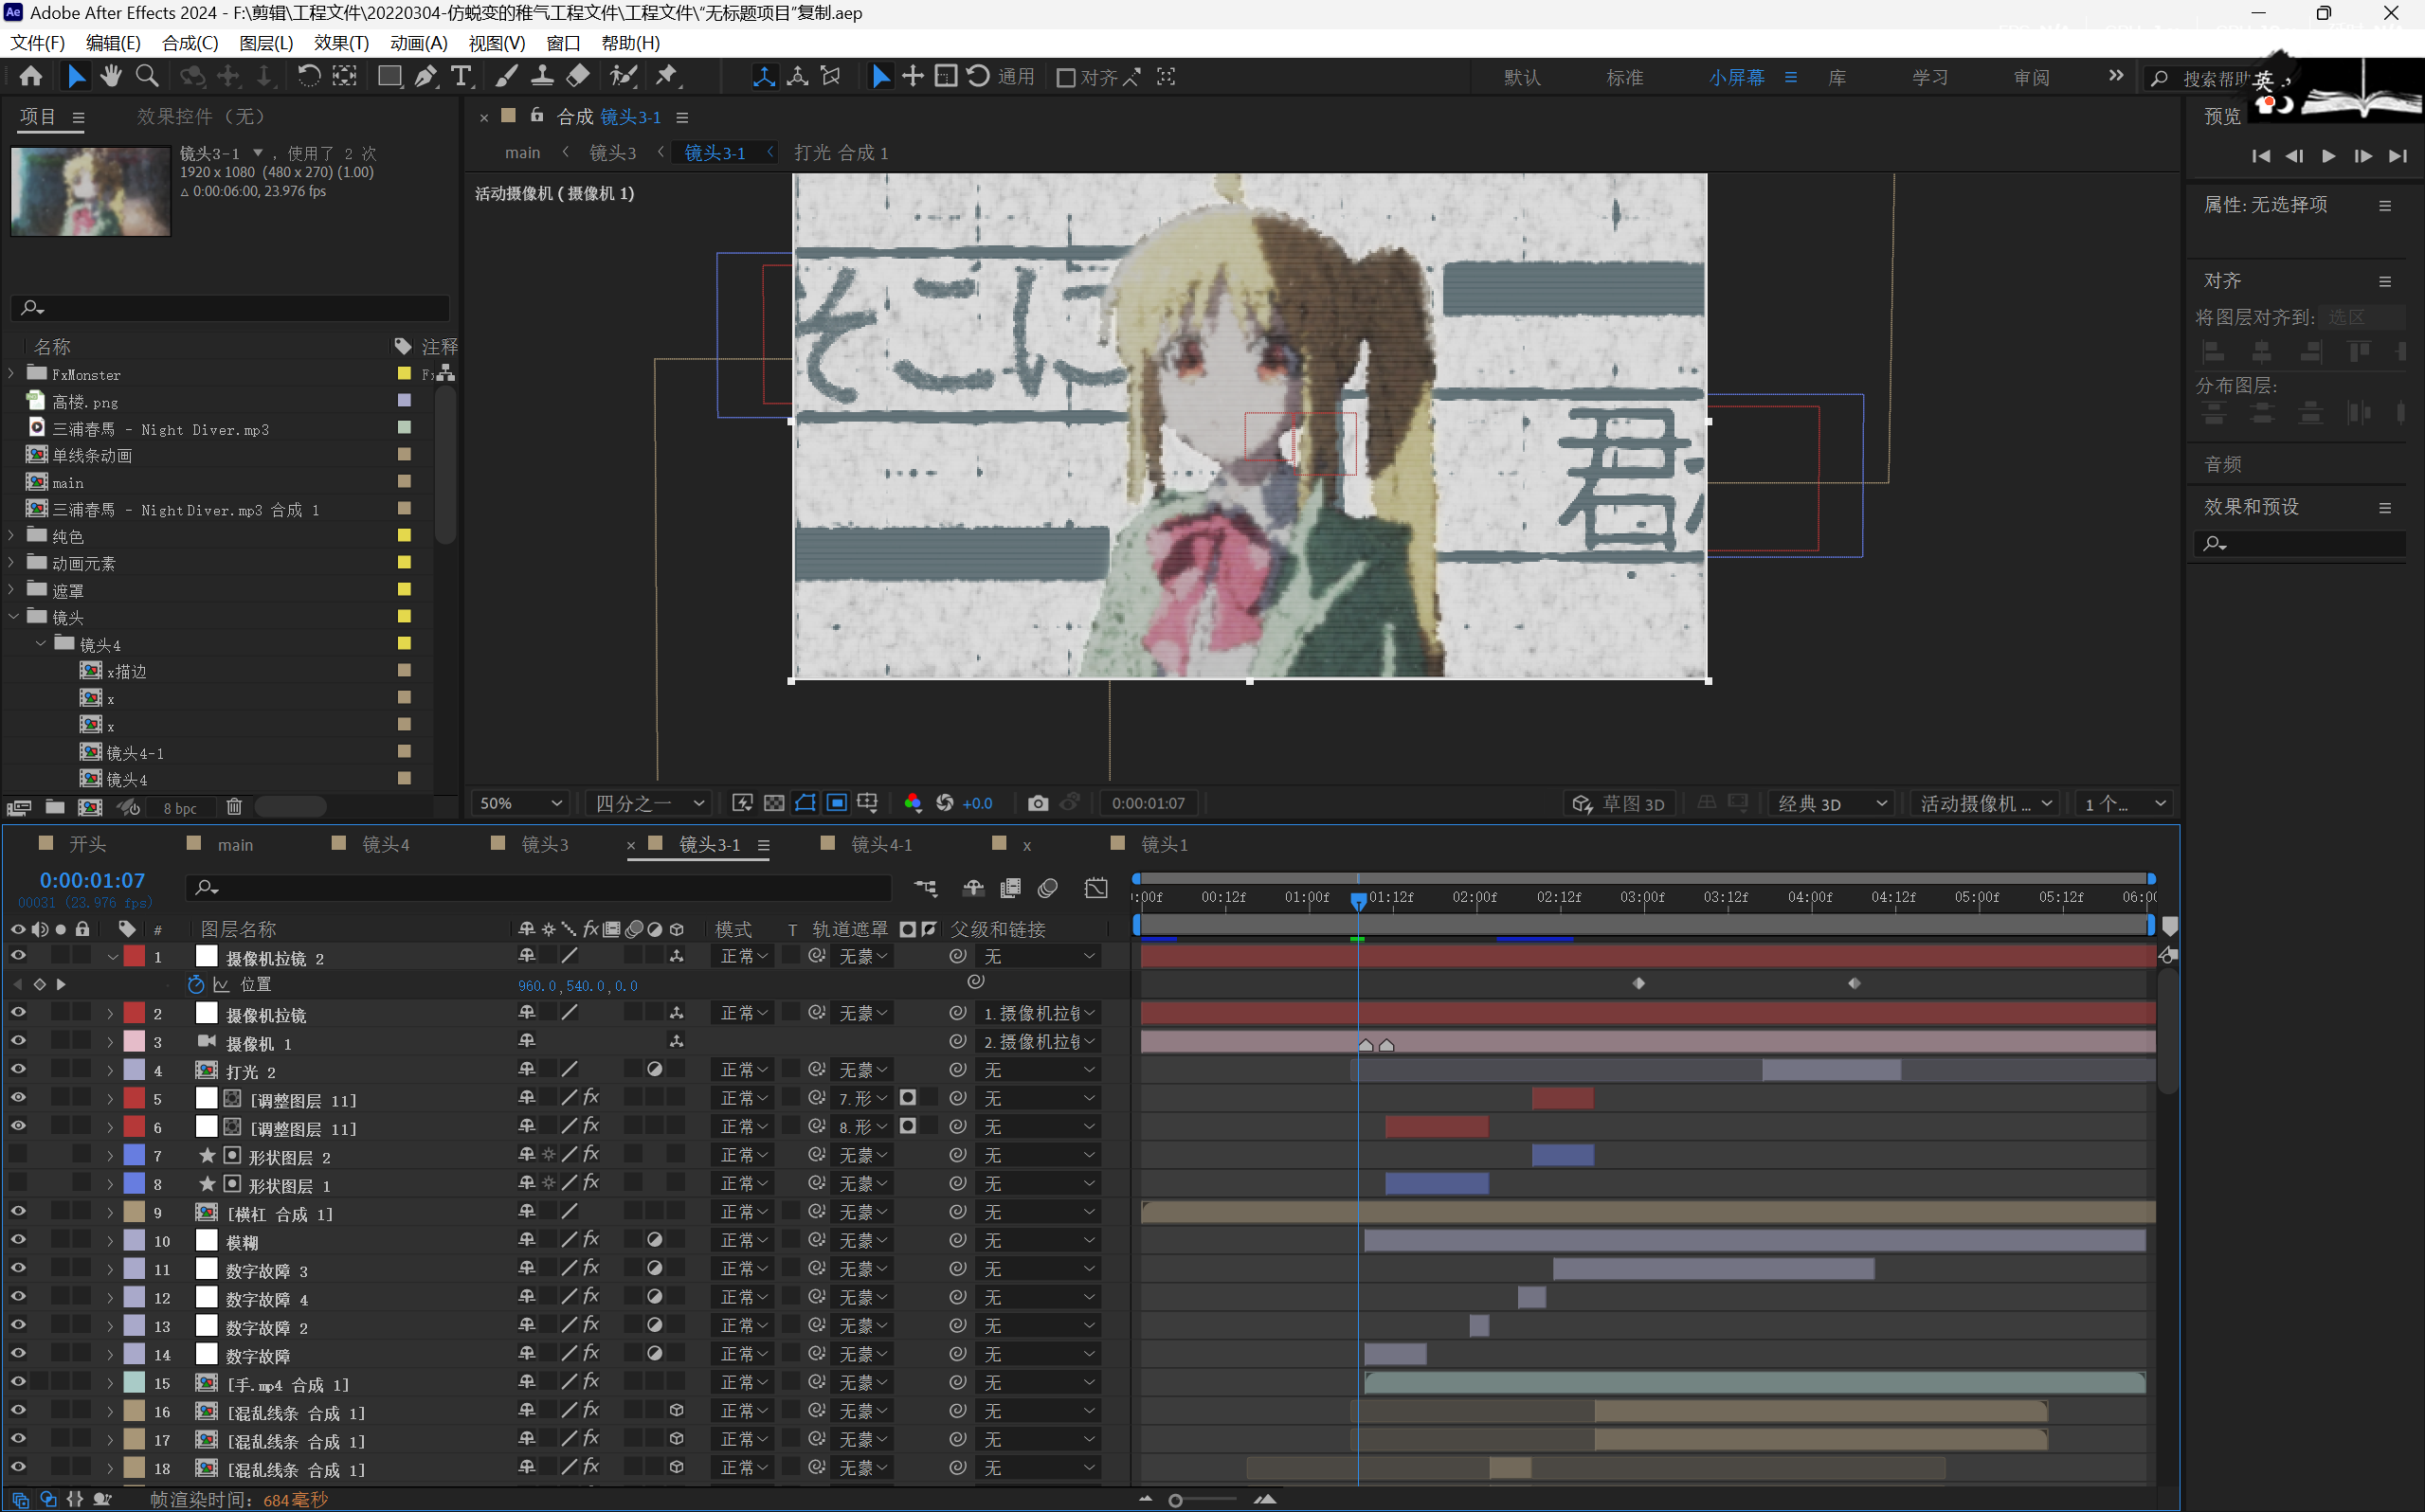 Adobe After Effects 2024 - F:\剪辑\工程文件\20220304-仿蜕变的稚气工程文件\工程文件\"无标题项目"复制.aep
文件(F) 编辑(E) 合成(C) 图层(L) 效果(T) 动画(A) 视图(V) 窗口 帮助(H)
通用 对齐 默认 标准 小屏幕 库 学习 审阅 搜索帮助
英
项目 效果控件 (无)
镜头3-1 , 使用了 2 次
1920 x 1080 (480 x 270) (1.00)
△ 0:00:06:00, 23.976 fps
名称 注释
FxMonster
高楼.png
三浦春馬 - Night Diver.mp3
单线条动画
main
三浦春馬 - NightDiver.mp3 合成 1
纯色
动画元素
遮罩
镜头
镜头4
x描边
x
x
镜头4-1
镜头4
8 bpc
合成 镜头3-1
main 镜头3 镜头3-1 打光 合成 1
活动摄像机 ( 摄像机 1)
そこに
君
50% 四分之一 +0.0 0:00:01:07 草图 3D 经典 3D 活动摄像机 ... 1 个...
预览
属性: 无选择项
对齐
将图层对齐到: 选区
分布图层:
音频
效果和预设
开头 main 镜头4 镜头3 镜头3-1 镜头4-1 x 镜头1
0:00:01:07
00031 (23.976 fps)
:00f 00:12f 01:00f 01:12f 02:00f 02:12f 03:00f 03:12f 04:00f 04:12f 05:00f 05:12f 06:00
# 图层名称 模式 T 轨道遮罩 父级和链接
1 摄像机拉镜 2 正常 无蒙 无
位置 960.0,540.0,0.0
2 摄像机拉镜 正常 无蒙 1. 摄像机拉
3 摄像机 1 2. 摄像机拉
4 打光 2 正常 无蒙 无
5 [调整图层 11] 正常 7. 形 无
6 [调整图层 11] 正常 8. 形 无
7 形状图层 2 正常 无蒙 无
8 形状图层 1 正常 无蒙 无
9 [横杠 合成 1] 正常 无蒙 无
10 模糊 正常 无蒙 无
11 数字故障 3 正常 无蒙 无
12 数字故障 4 正常 无蒙 无
13 数字故障 2 正常 无蒙 无
14 数字故障 正常 无蒙 无
15 [手.mp4 合成 1] 正常 无蒙 无
16 [混乱线条 合成 1] 正常 无蒙 无
17 [混乱线条 合成 1] 正常 无蒙 无
18 [混乱线条 合成 1] 正常 无蒙 无
帧渲染时间: 684毫秒